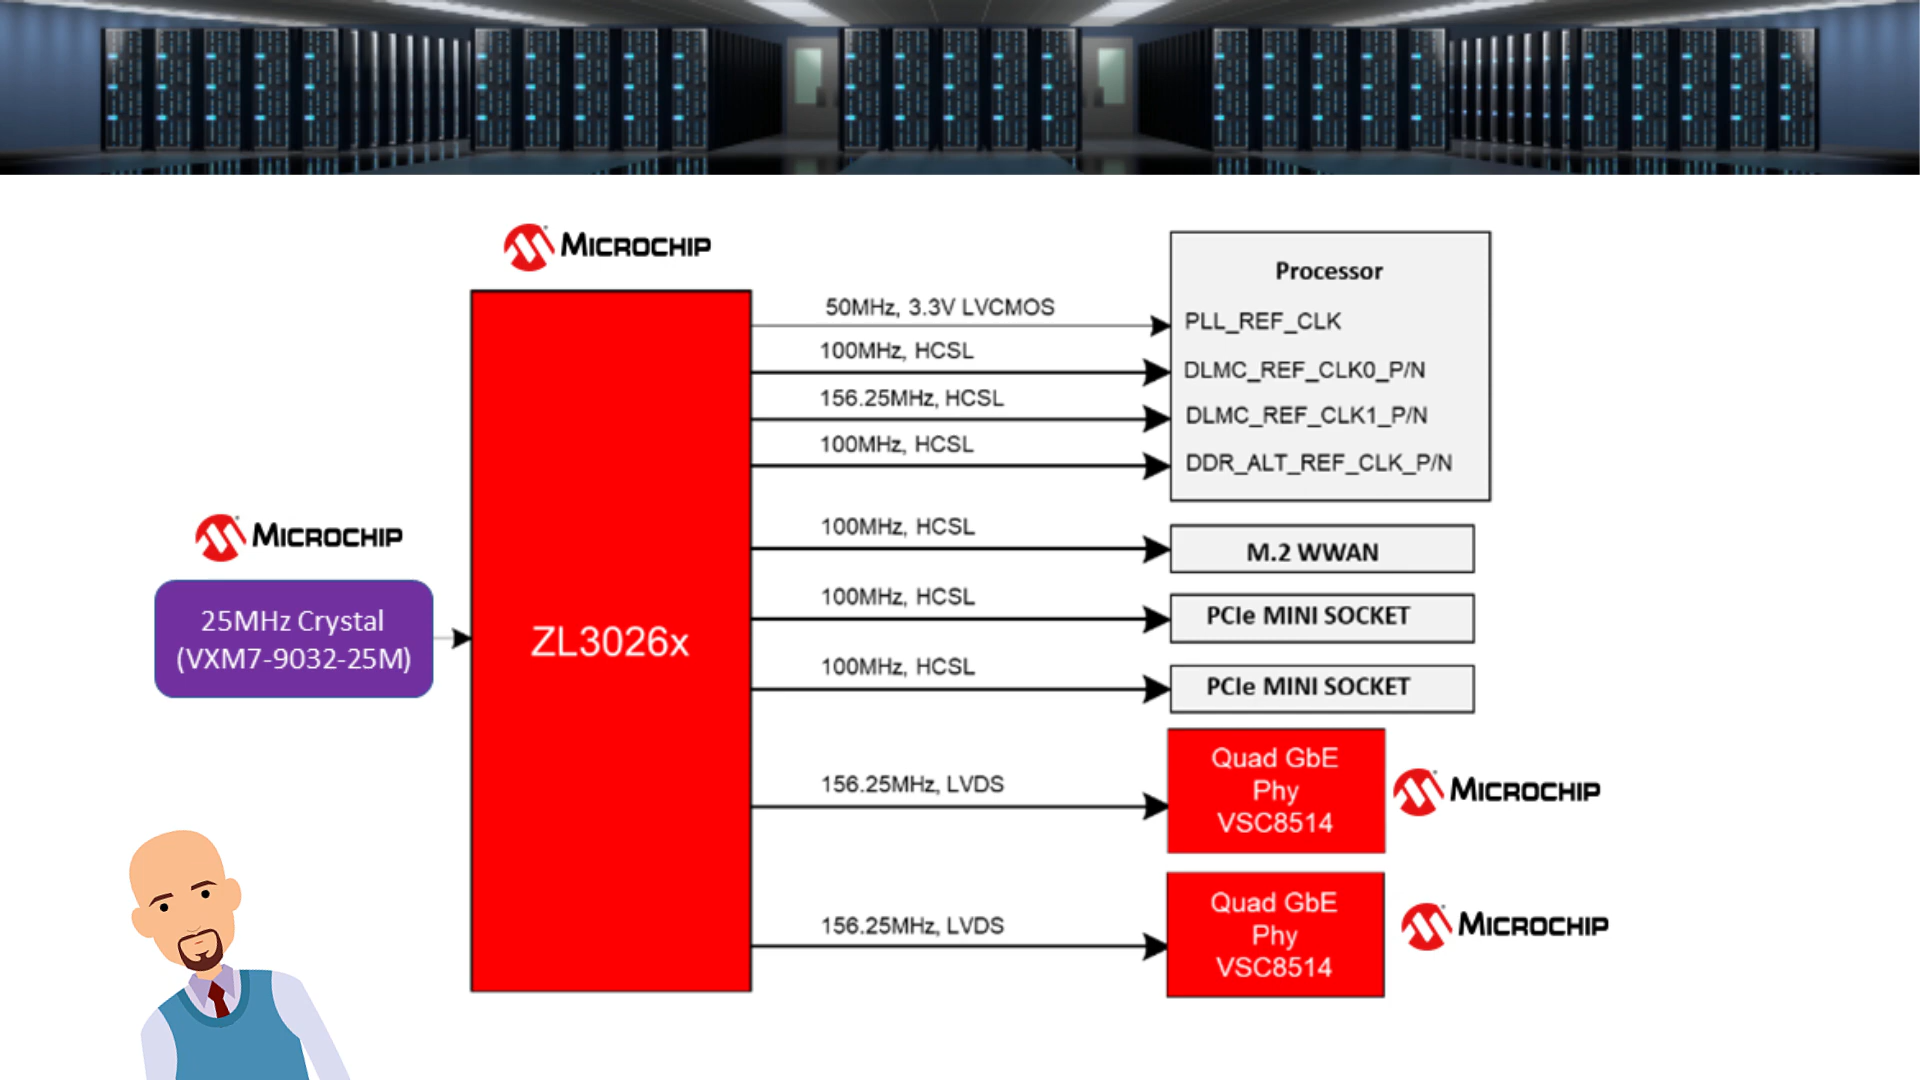 MICROCHIP
Processor
50MHz, 3.3V LVCMOS
PLL_REF_CLK
100MHz, HCSL
DLMC_REF_CLK0_P/N
156.25MHz, HCSL
DLMC_REF_CLK1_P/N
100MHz, HCSL
DDR_ALT_REF_CLK_P/N
MICROCHIP
25MHz Crystal
(VXM7-9032-25M)
ZL3026x
100MHz, HCSL
M.2 WWAN
100MHz, HCSL
PCIe MINI SOCKET
100MHz, HCSL
PCIe MINI SOCKET
156.25MHz, LVDS
Quad GbE
Phy
VSC8514
MICROCHIP
156.25MHz, LVDS
Quad GbE
Phy
VSC8514
MICROCHIP